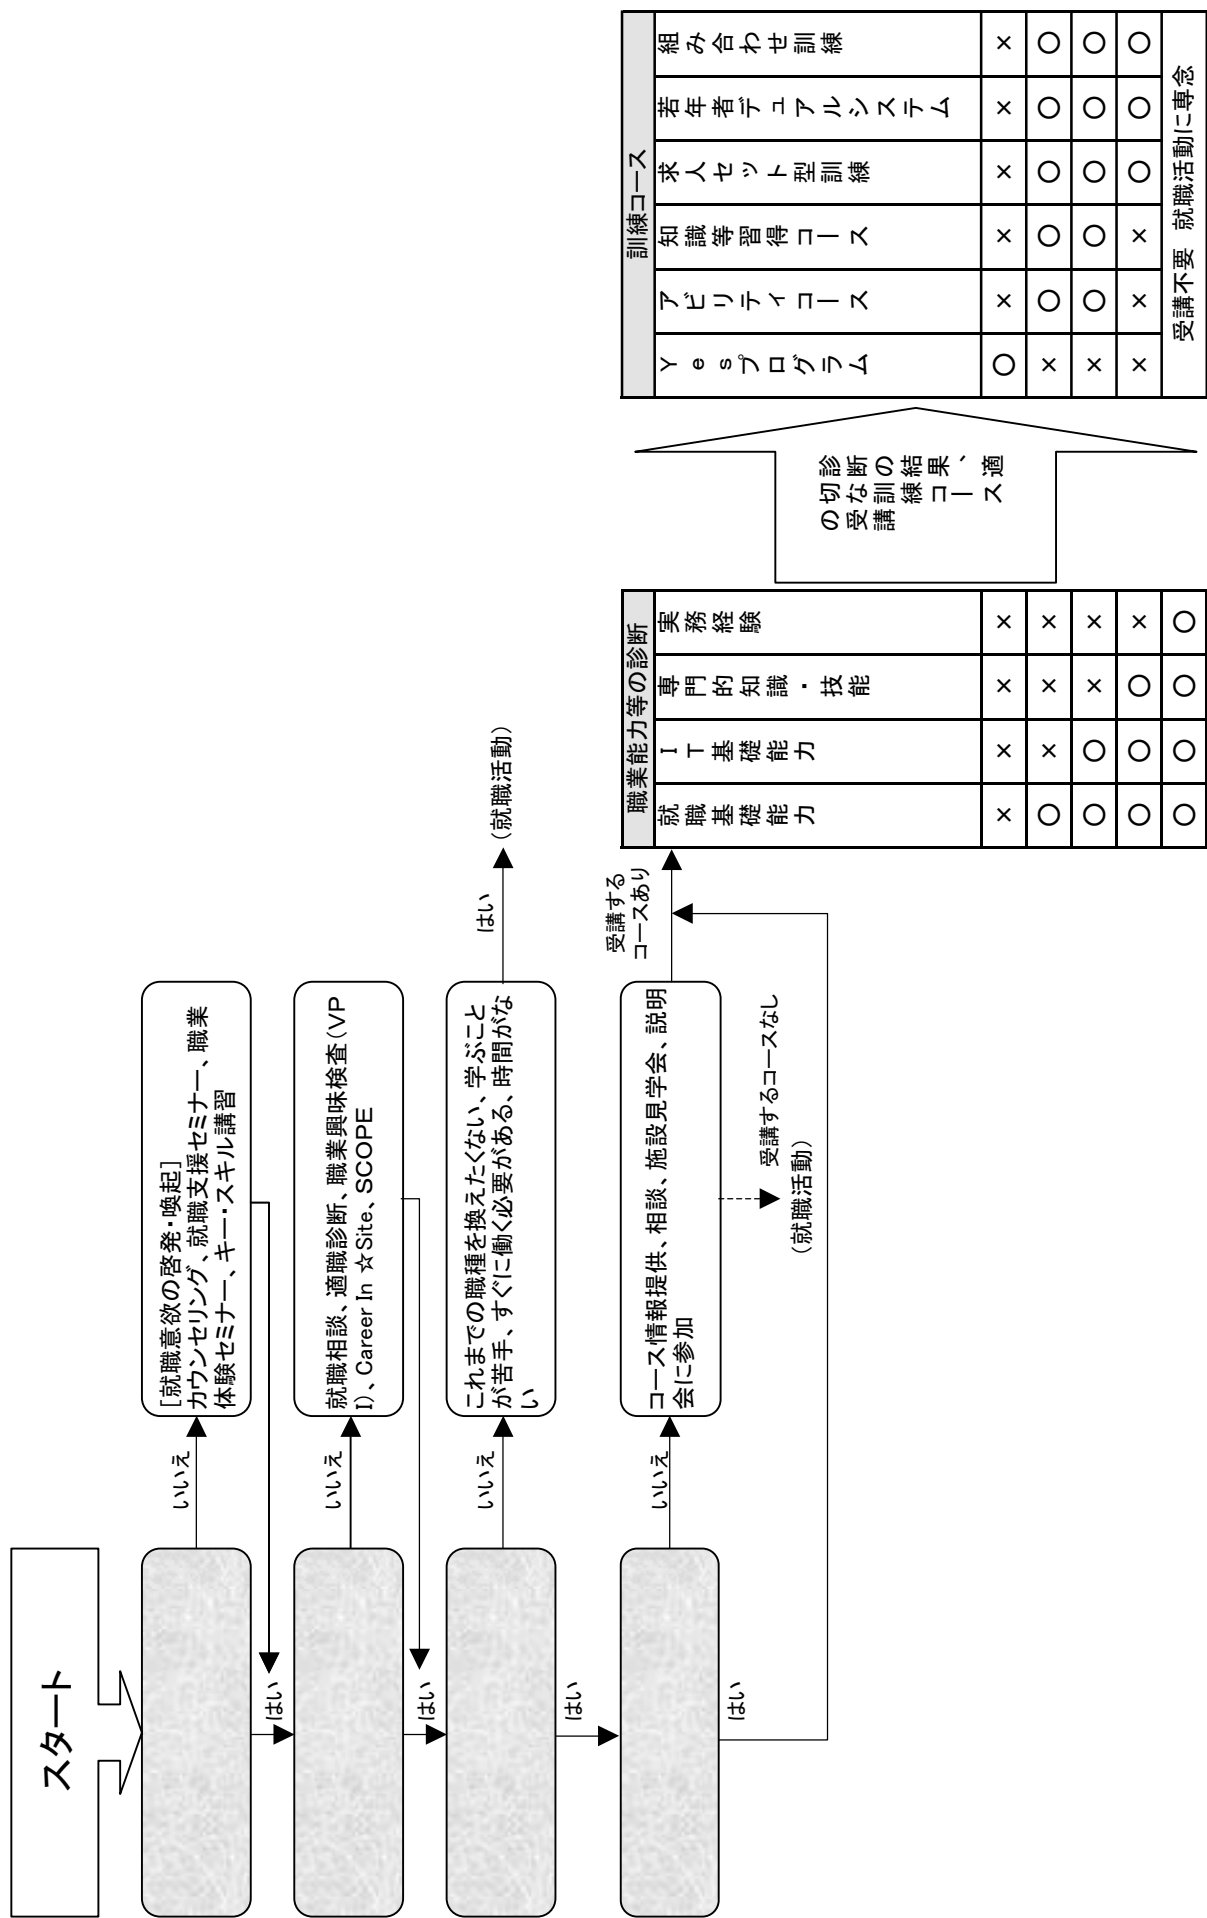 スタート
いいえ
[就職意欲の啓発・喚起]
カウンセリング、就職支援セミナー、職業
体験セミナー、キー・スキル講習
はい
いいえ
就職相談、適職診断、職業興味検査(VP
I)、Career In ☆Site、SCOPE
はい
いいえ
これまでの職種を換えたくない、学ぶこと
が苦手、すぐに働く必要がある、時間がな
い
はい
(就職活動)
はい
いいえ
コース情報提供、相談、施設見学会、説明
会に参加
受講する
コースあり
受講するコースなし
(就職活動)
はい
職業能力等の診断
就職基礎能力
IT基礎能力
専門的知識・技能
実務経験
× × × ×
○ × × ×
○ ○ × ×
○ ○ ○ ×
○ ○ ○ ○
診断の結果、適
切な訓練コース
の受講
訓練コース
Yesプログラム
アビリティコース
知識等習得コース
求人セット型訓練
若年者デュアルシステム
組み合わせ訓練
○ × × × × ×
× ○ ○ ○ ○ ○
× ○ ○ ○ ○ ○
× × × ○ ○ ○
受講不要 就職活動に専念